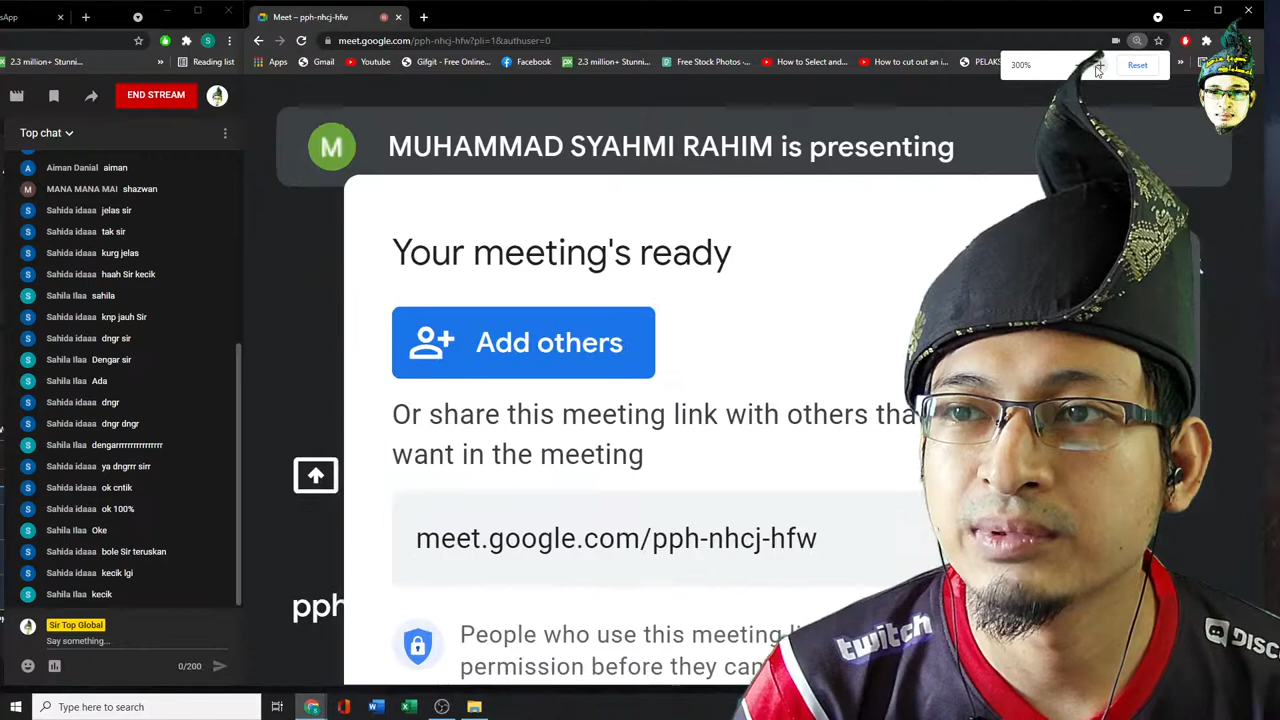 sApp
Meet – pph-nhcj-hfw
meet.google.com/pph-nhcj-hfw?pli=1&authuser=0
2.3 million+ Stunni...
Reading list
Apps
Gmail
Youtube
Gifgit - Free Online...
Facebook
2.3 million+ Stunni...
Free Stock Photos -...
How to Select and...
How to cut out an i...
PELAKS
300%
Reset
END STREAM
Top chat
Aiman Danial aiman
MANA MANA MAI shazwan
Sahida idaaa jelas sir
Sahida idaaa tak sir
Sahida idaaa kurg jelas
Sahida idaaa haah Sir kecik
Sahila Ilaa sahila
Sahida idaaa knp jauh Sir
Sahida idaaa dngr sir
Sahila Ilaa Dengar sir
Sahila Ilaa Ada
Sahida idaaa dngr
Sahida idaaa dngr dngr
Sahila Ilaa dengarrrrrrrrrrrrrrrr
Sahida idaaa ya dngrrr sirr
Sahida idaaa ok cntik
Sahida idaaa ok 100%
Sahila Ilaa Oke
Sahida idaaa bole Sir teruskan
Sahida idaaa kecik lgi
Sahila Ilaa kecik
Sir Top Global
Say something...
0/200
M MUHAMMAD SYAHMI RAHIM is presenting
Your meeting's ready
Add others
Or share this meeting link with others tha
want in the meeting
meet.google.com/pph-nhcj-hfw
pph
People who use this meeting li
permission before they can
twitch
DISC
Type here to search